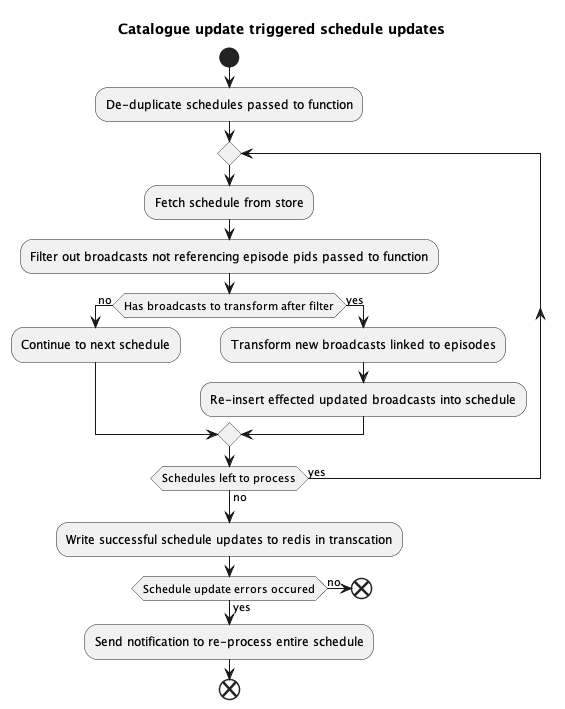 Catalogue update triggered schedule updates
De-duplicate schedules passed to function
Fetch schedule from store
Filter out broadcasts not referencing episode pids passed to function
no
Has broadcasts to transform after filter
yes
Continue to next schedule
Transform new broadcasts linked to episodes
Re-insert effected updated broadcasts into schedule
Schedules left to process
yes
no
Write successful schedule updates to redis in transcation
Schedule update errors occured
no
yes
Send notification to re-process entire schedule